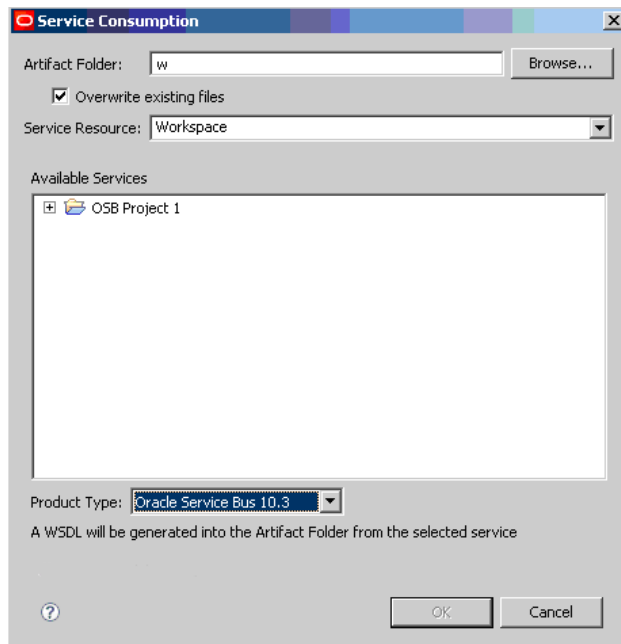 Service Consumption
Artifact Folder: w Browse...
Overwrite existing files
Service Resource: Workspace
Available Services
OSB Project 1
Product Type: Oracle Service Bus 10.3
A WSDL will be generated into the Artifact Folder from the selected service
? OK Cancel